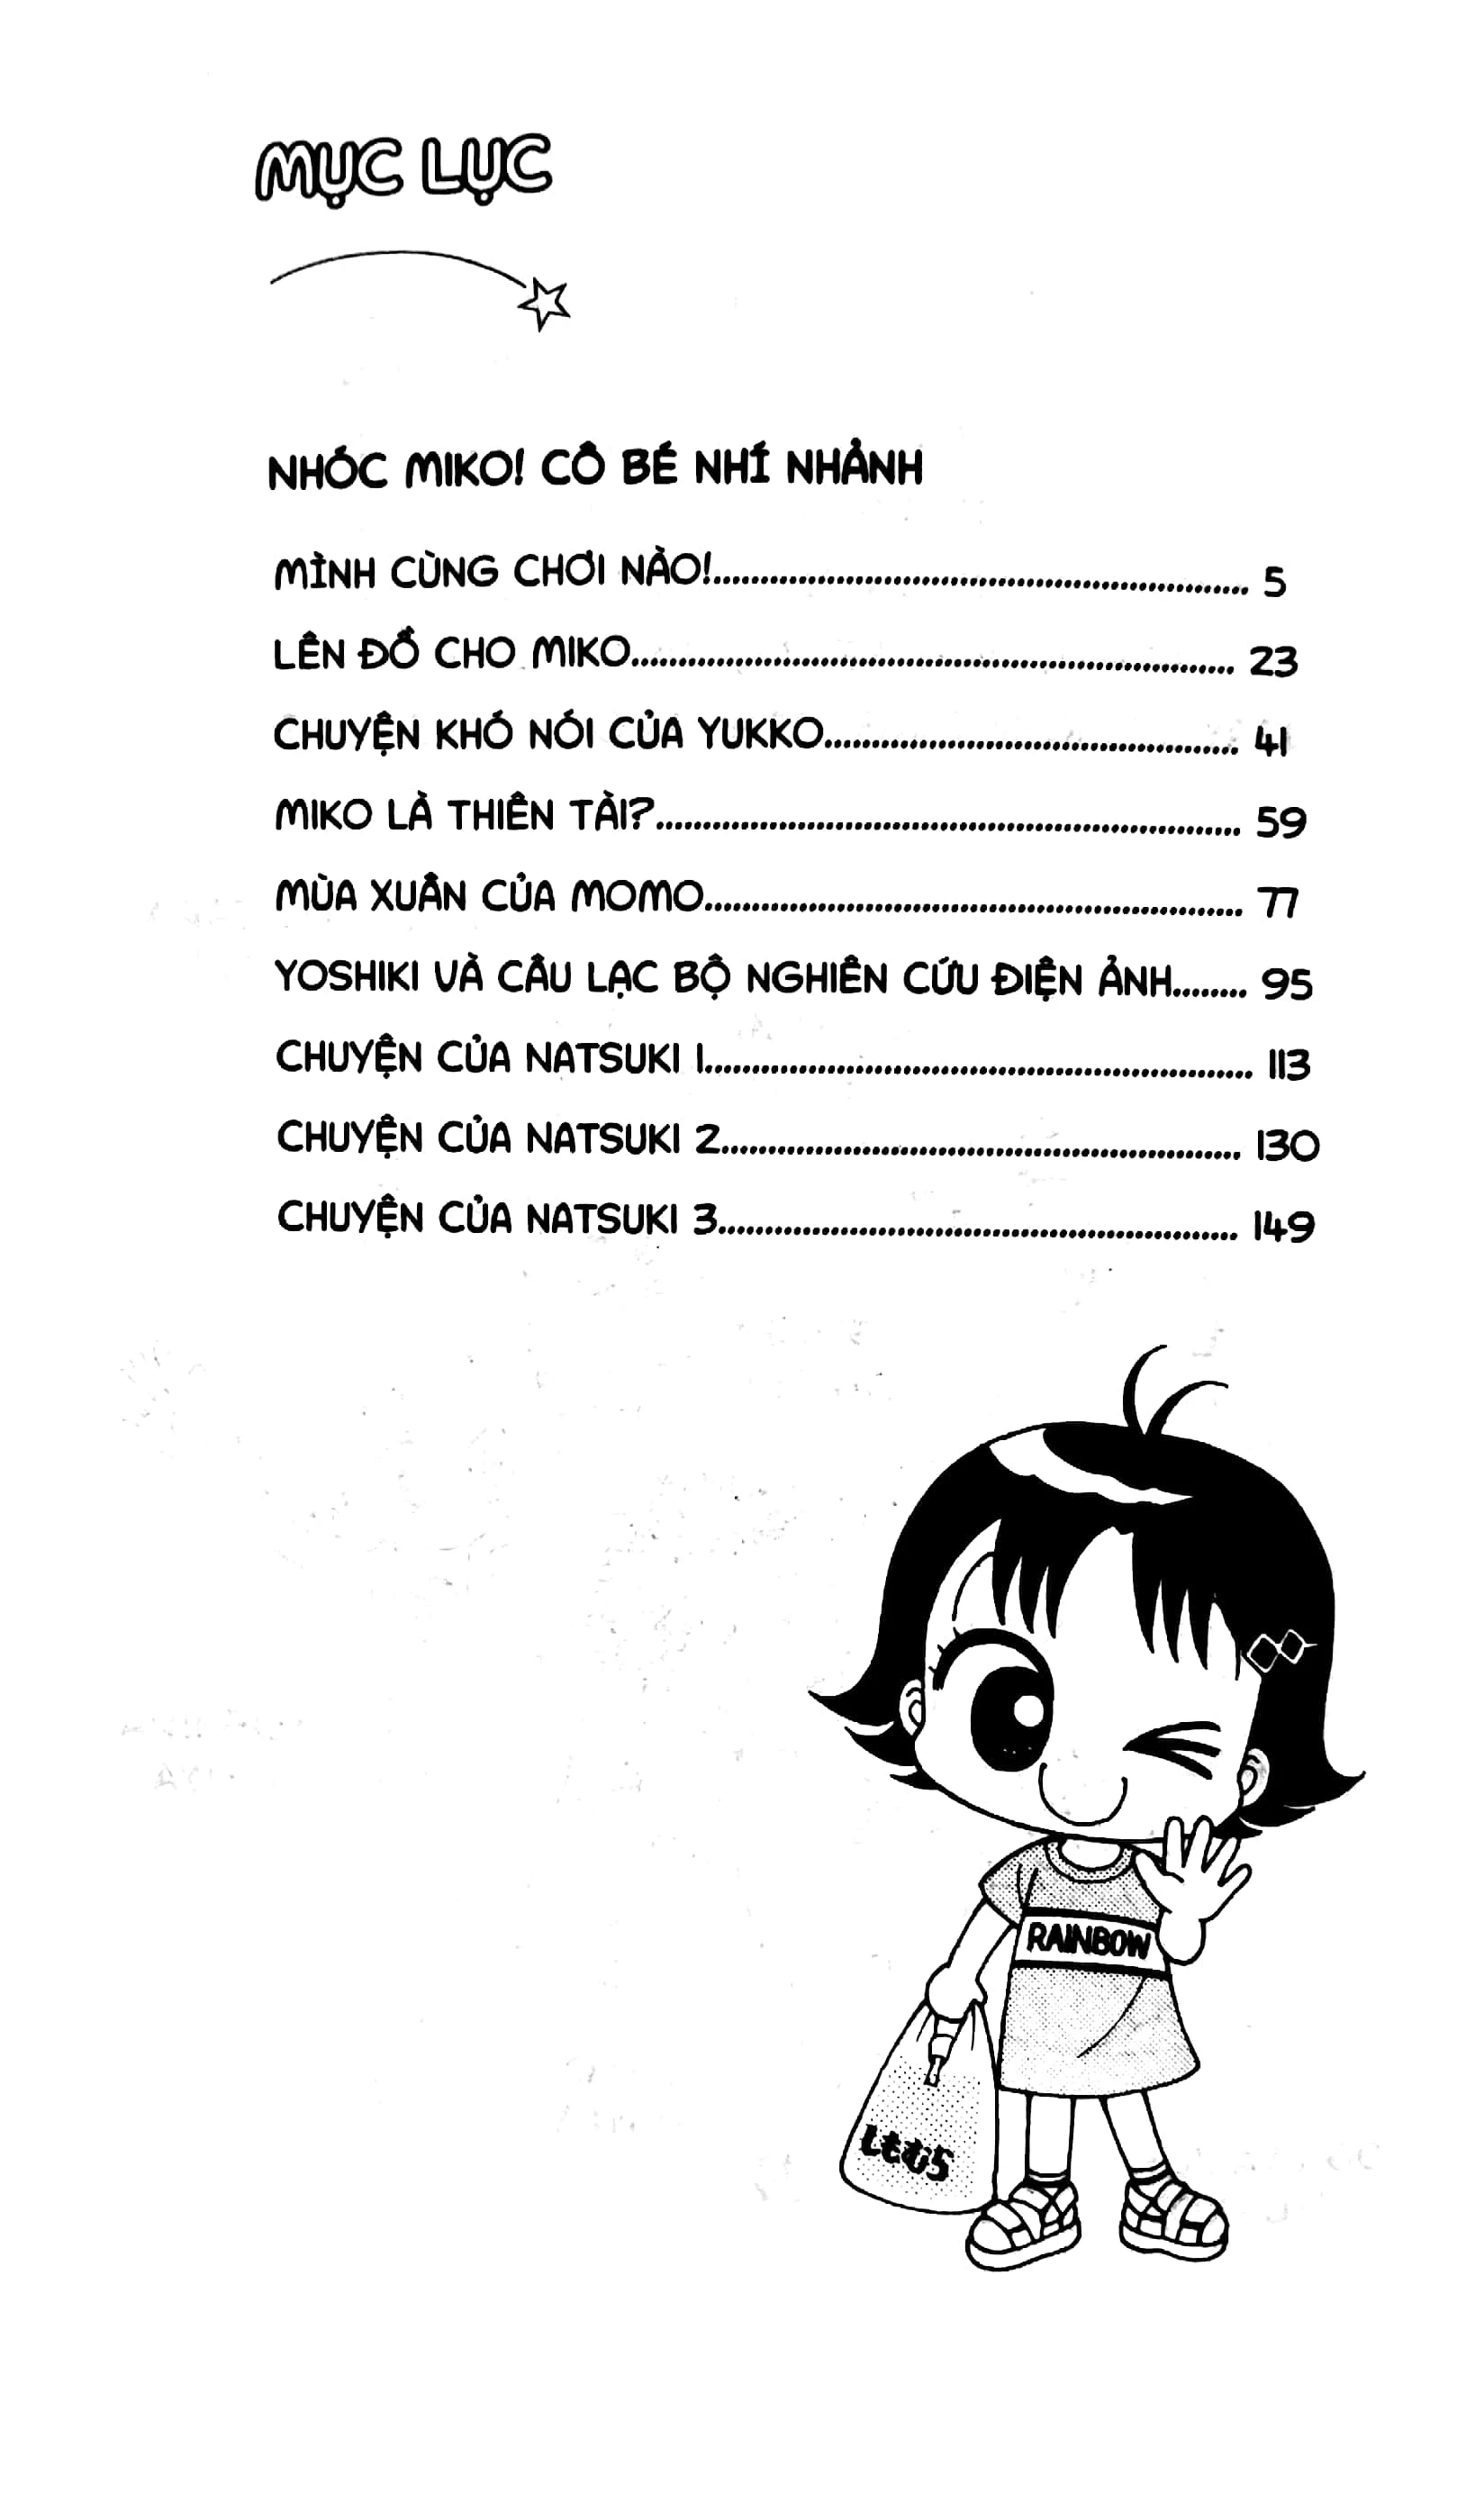 MỤC LỤC
NHÓC MIKO! CÔ BÉ NHÍ NHẢNH
MÌNH CÙNG CHƠI NÀO!........................................................ 5
LÊN ĐỒ CHO MIKO................................................................ 23
CHUYỆN KHÓ NÓI CỦA YUKKO............................................ 41
MIKO LÀ THIÊN TÀI?.............................................................. 59
MÙA XUÂN CỦA MOMO......................................................... 77
YOSHIKI VÀ CÂU LẠC BỘ NGHIÊN CỨU ĐIỆN ẢNH........ 95
CHUYỆN CỦA NATSUKI 1.......................................................... 113
CHUYỆN CỦA NATSUKI 2....................................................... 130
CHUYỆN CỦA NATSUKI 3....................................................... 149
RAINBOW